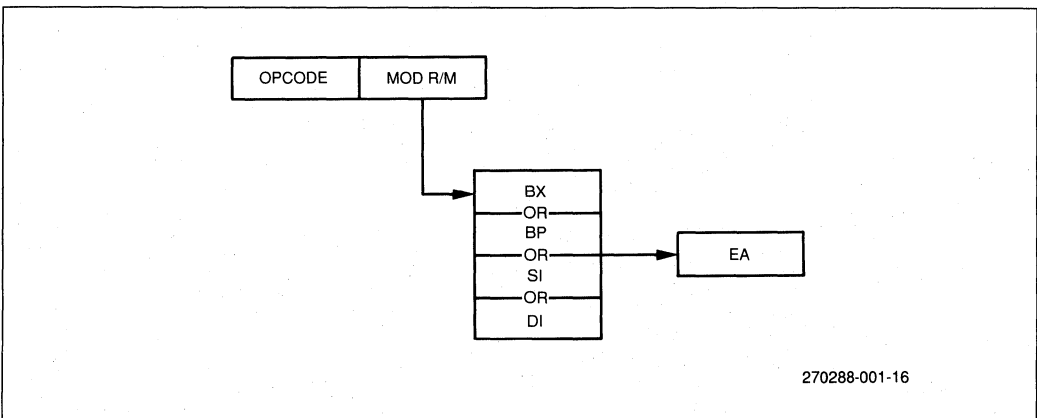 OPCODE MOD R/M
BX
OR
BP
OR
SI
OR
DI
EA
270288-001-16